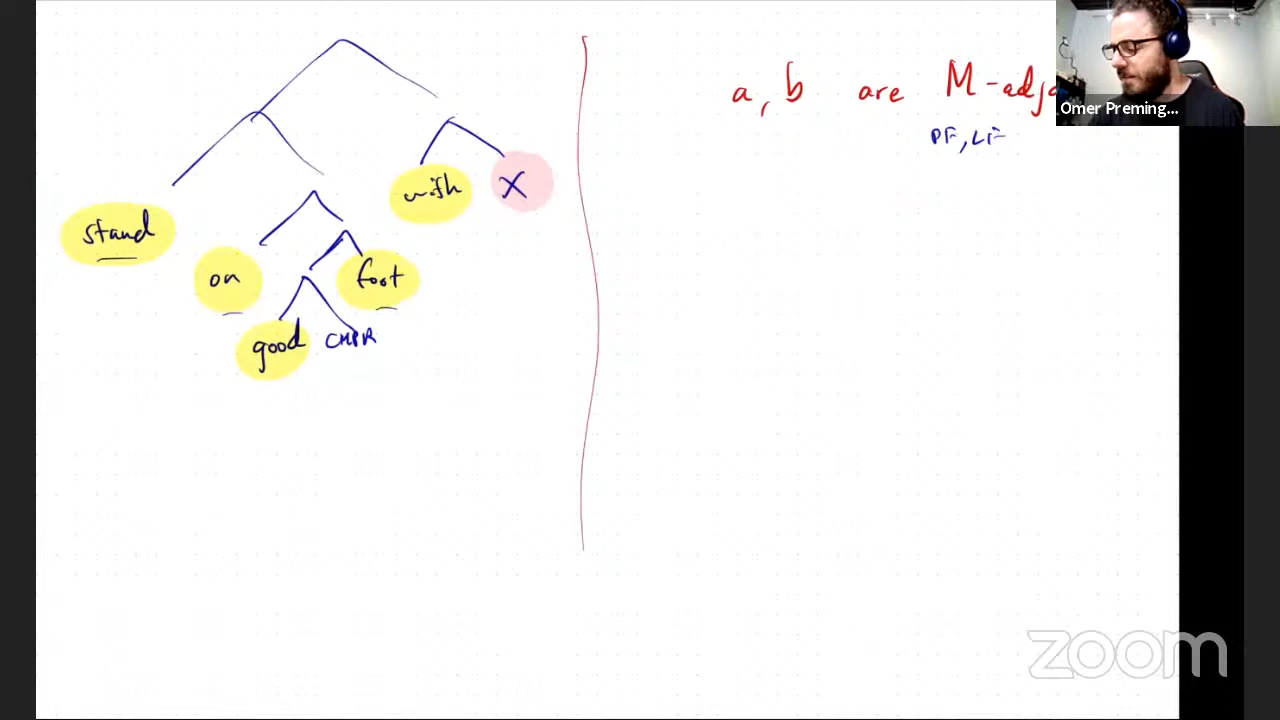 a, b are M-adja
Omer Preming...
PF, LF
with X
stand
on foot
good CMPR
zoom